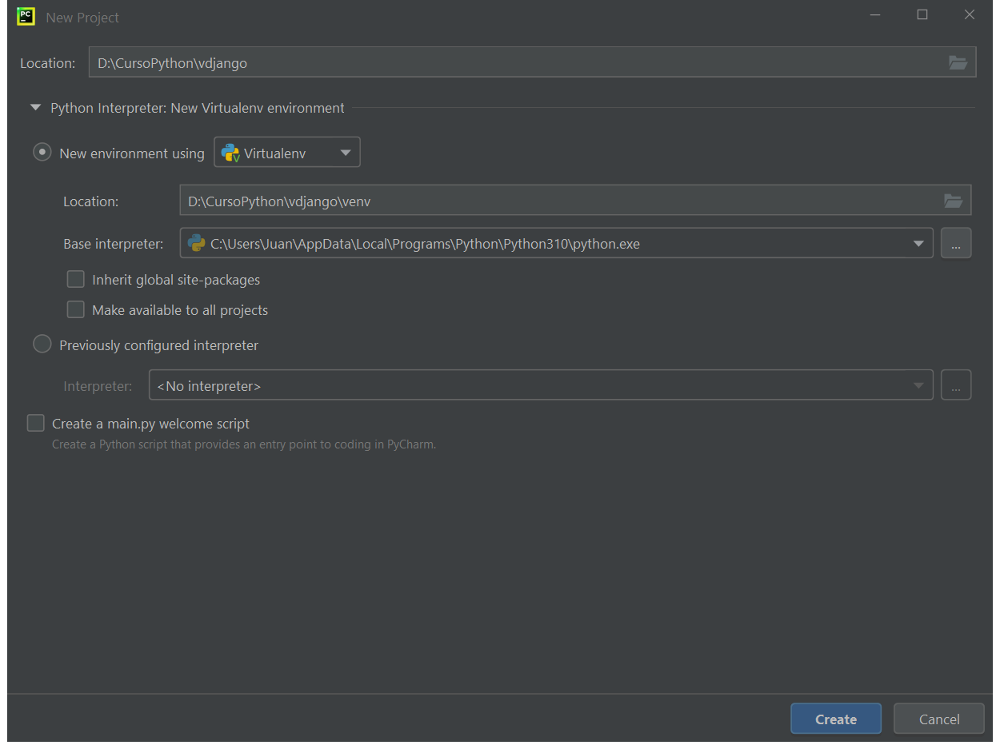 PC
New Project
Location: D:\CursoPython\vdjango
Python Interpreter: New Virtualenv environment
New environment using V Virtualenv
Location: D:\CursoPython\vdjango\venv
Base interpreter: C:\Users\Juan\AppData\Local\Programs\Python\Python310\python.exe ...
Inherit global site-packages
Make available to all projects
Previously configured interpreter
Interpreter: <No interpreter> ...
Create a main.py welcome script
Create a Python script that provides an entry point to coding in PyCharm.
Create Cancel